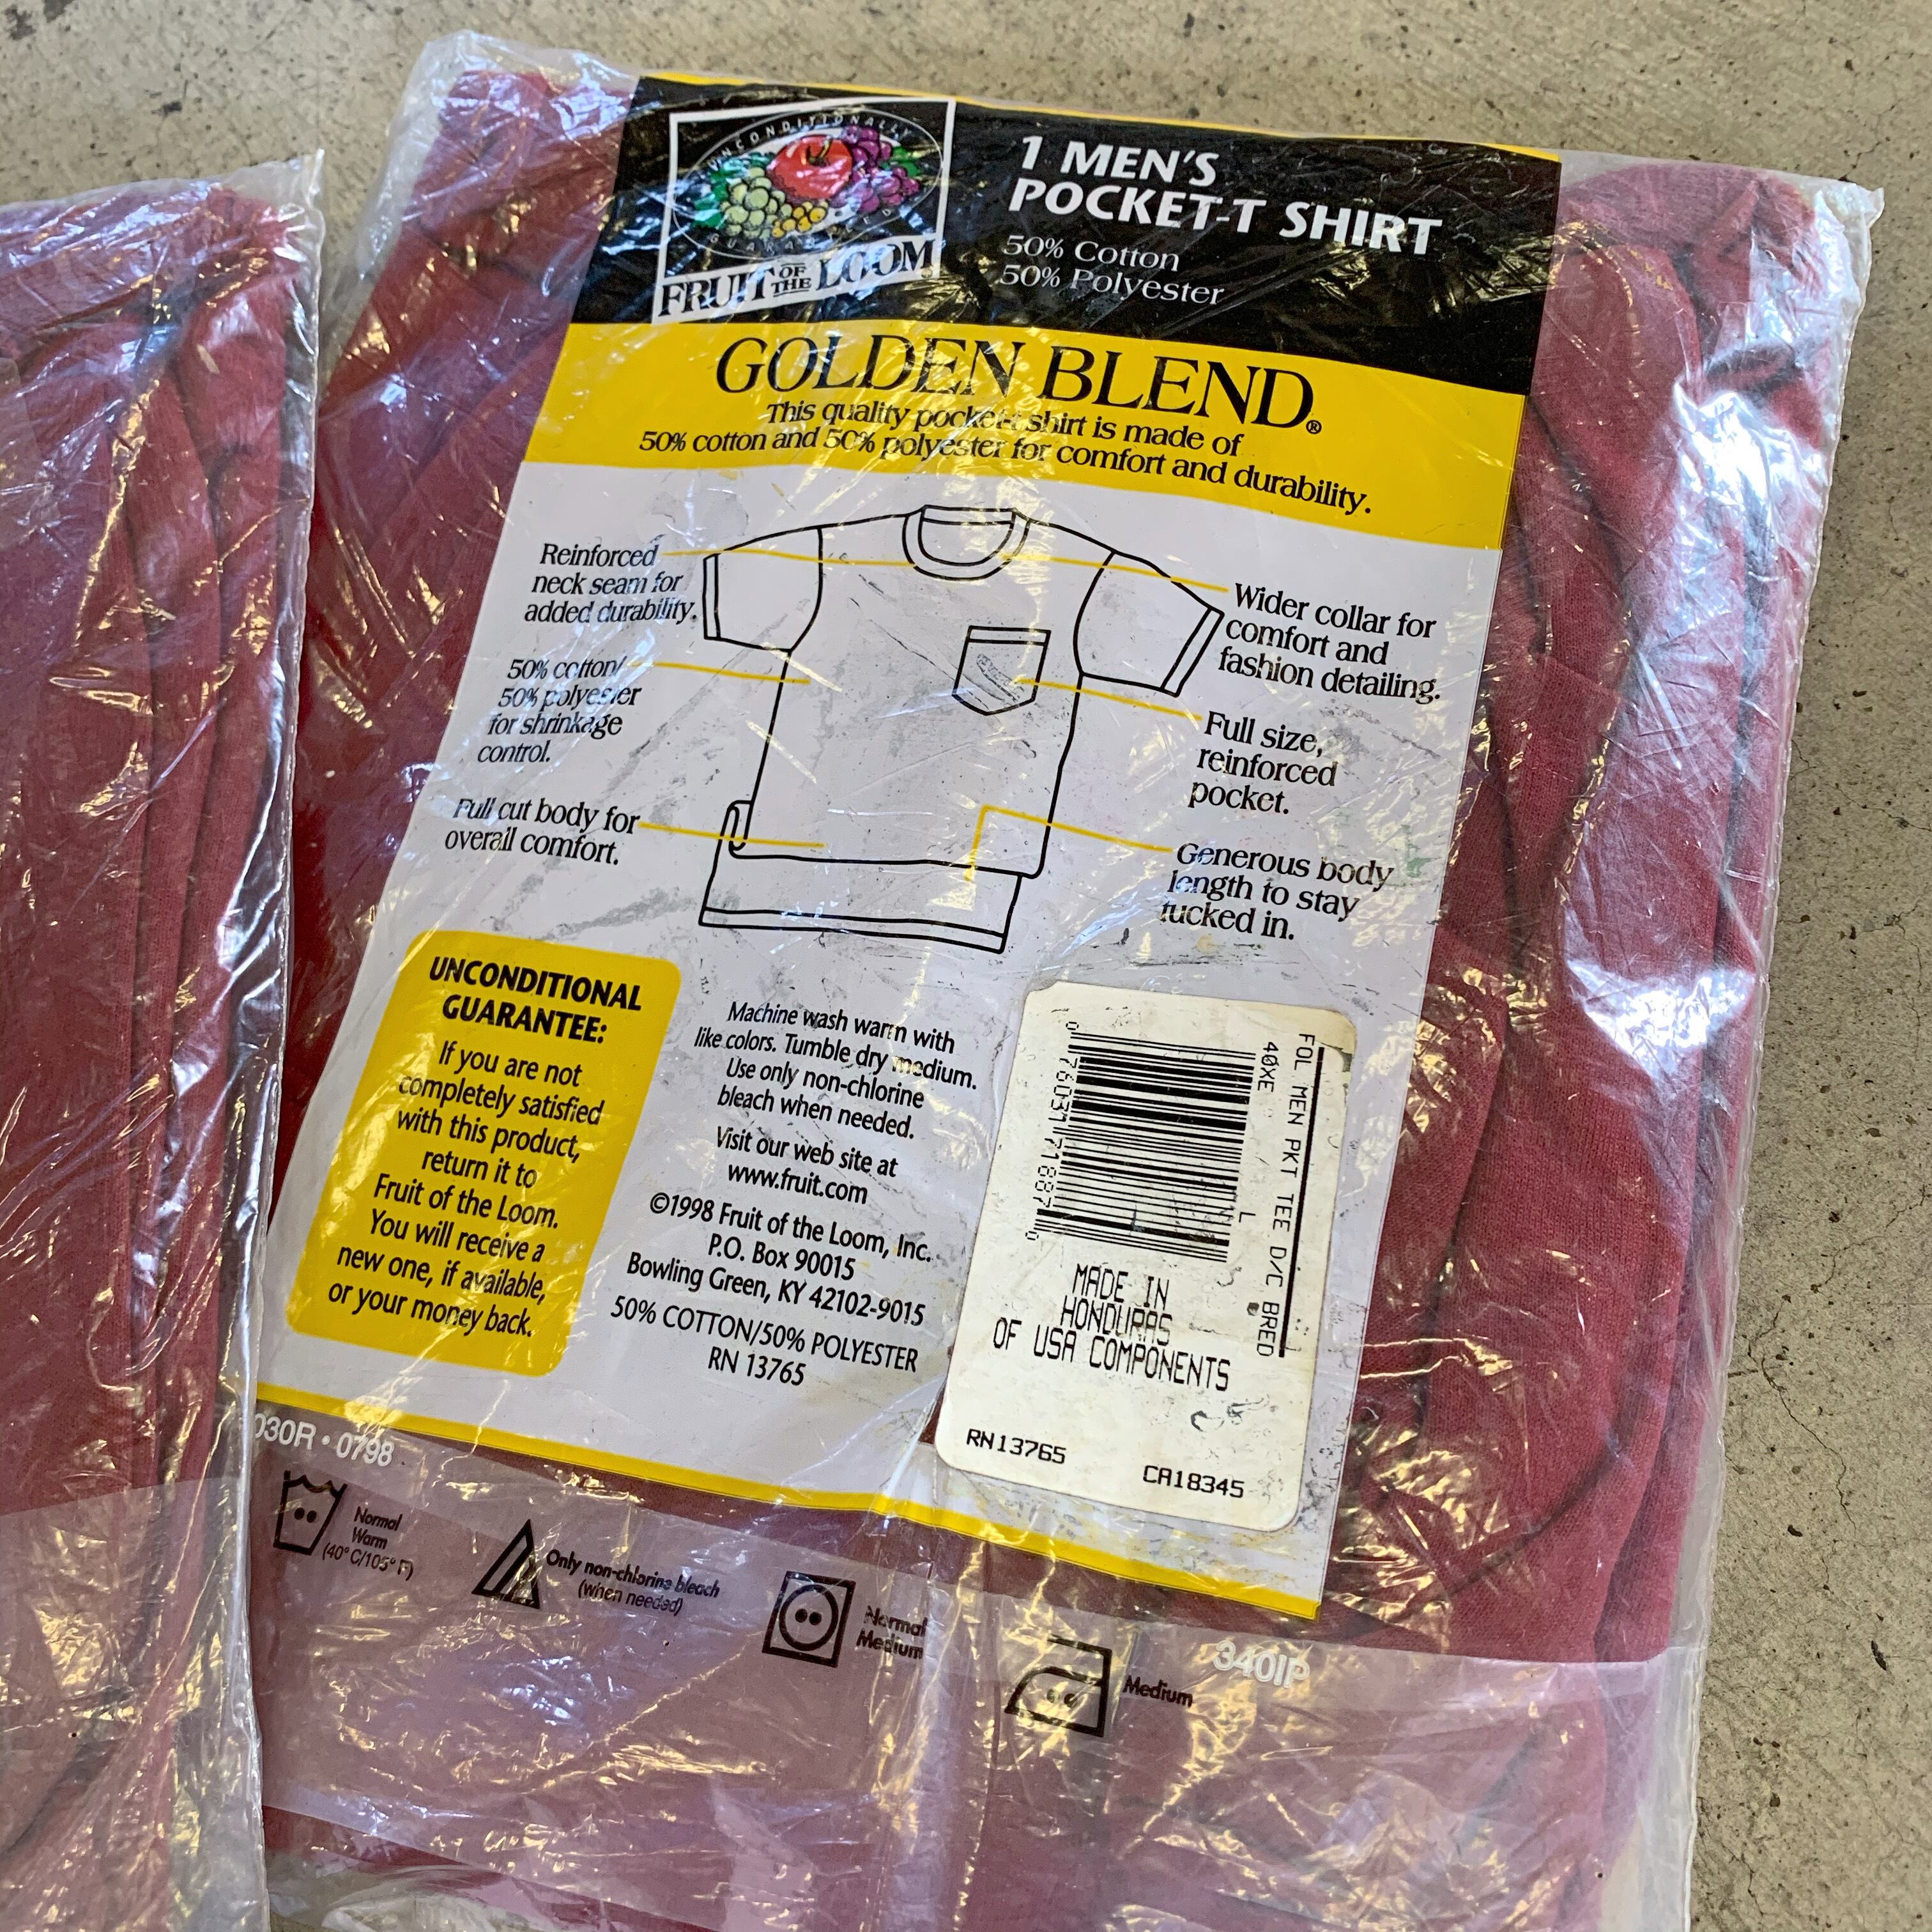 UNCONDITIONALLY
GUARANTEED
FRUIT OF THE LOOM
1 MEN'S
POCKET-T SHIRT
50% Cotton
50% Polyester
GOLDEN BLEND®
This quality pocket-t shirt is made of
50% cotton and 50% polyester for comfort and durability.
Reinforced
neck seam for
added durability.
50% cotton/
50% polyester
for shrinkage
control.
Full cut body for
overall comfort.
Wider collar for
comfort and
fashion detailing.
Full size,
reinforced
pocket.
Generous body
length to stay
tucked in.
UNCONDITIONAL
GUARANTEE:
If you are not
completely satisfied
with this product,
return it to
Fruit of the Loom.
You will receive a
new one, if available,
or your money back.
Machine wash warm with
like colors. Tumble dry medium.
Use only non-chlorine
bleach when needed.
Visit our web site at
www.fruit.com
©1998 Fruit of the Loom, Inc.
P.O. Box 90015
Bowling Green, KY 42102-9015
50% COTTON/50% POLYESTER
RN 13765
FOL MEN PKT TEE D/C BRED
40XE / L
0 76031 71887 0
MADE IN
HONDURAS
OF USA COMPONENTS
RN13765
CA18345
030R • 0798
Normal
Warm
(40° C/105° F)
Only non-chlorine bleach
(when needed)
Normal
Medium
Medium
340IP